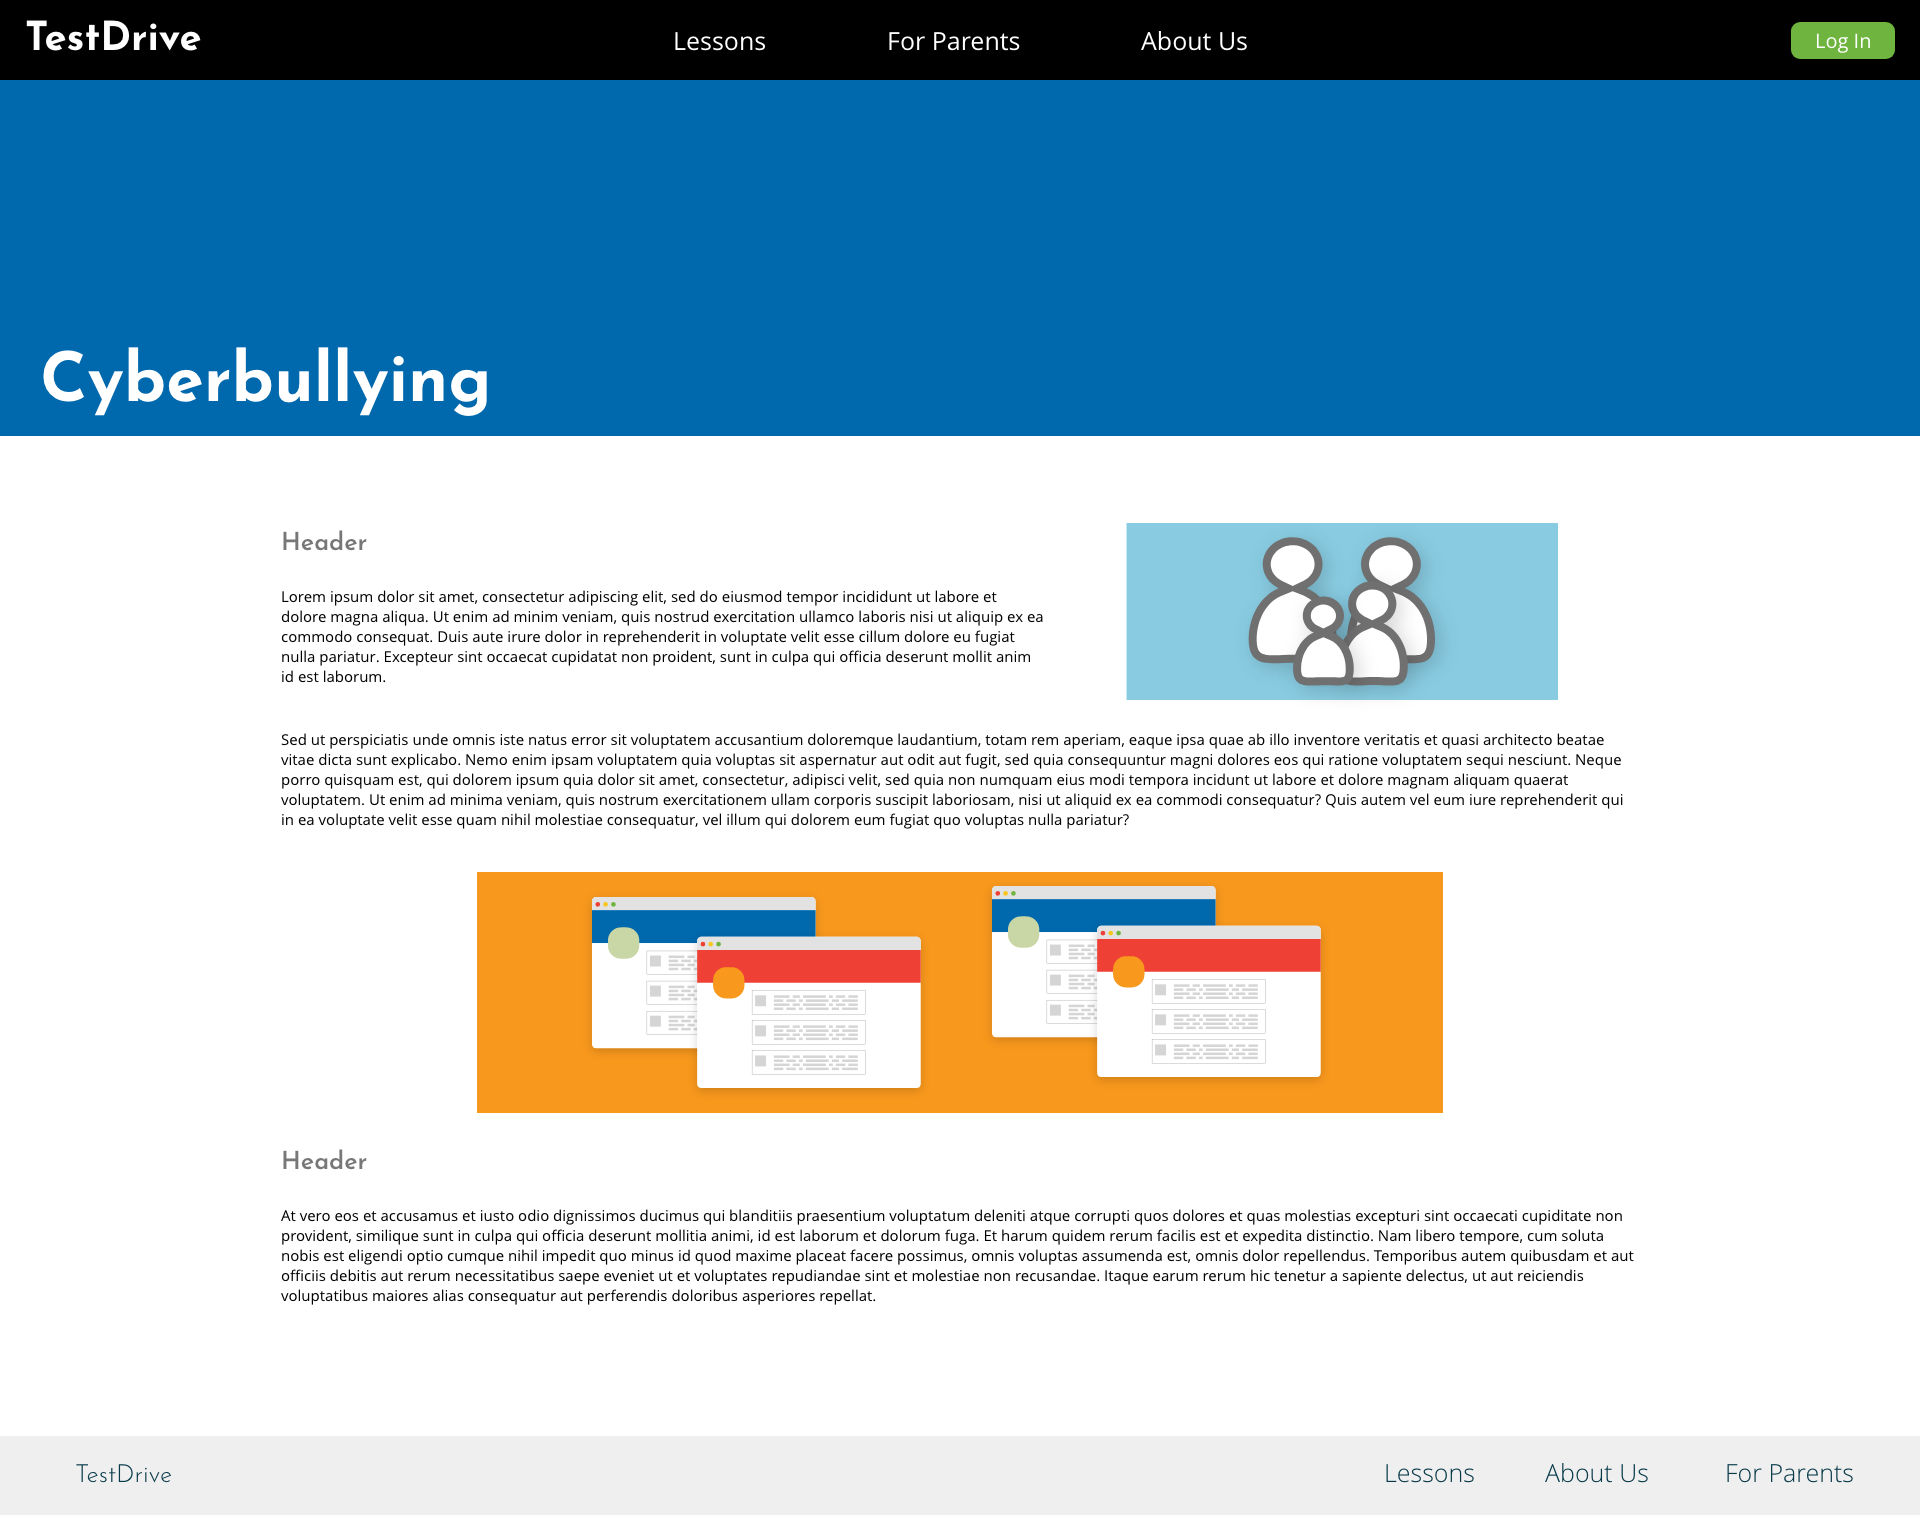 TestDrive
Lessons
For Parents
About Us
Log In
Cyberbullying
Header
Lorem ipsum dolor sit amet, consectetur adipiscing elit, sed do eiusmod tempor incididunt ut labore et
dolore magna aliqua. Ut enim ad minim veniam, quis nostrud exercitation ullamco laboris nisi ut aliquip ex ea
commodo consequat. Duis aute irure dolor in reprehenderit in voluptate velit esse cillum dolore eu fugiat
nulla pariatur. Excepteur sint occaecat cupidatat non proident, sunt in culpa qui officia deserunt mollit anim
id est laborum.
Sed ut perspiciatis unde omnis iste natus error sit voluptatem accusantium doloremque laudantium, totam rem aperiam, eaque ipsa quae ab illo inventore veritatis et quasi architecto beatae
vitae dicta sunt explicabo. Nemo enim ipsam voluptatem quia voluptas sit aspernatur aut odit aut fugit, sed quia consequuntur magni dolores eos qui ratione voluptatem sequi nesciunt. Neque
porro quisquam est, qui dolorem ipsum quia dolor sit amet, consectetur, adipisci velit, sed quia non numquam eius modi tempora incidunt ut labore et dolore magnam aliquam quaerat
voluptatem. Ut enim ad minima veniam, quis nostrum exercitationem ullam corporis suscipit laboriosam, nisi ut aliquid ex ea commodi consequatur? Quis autem vel eum iure reprehenderit qui
in ea voluptate velit esse quam nihil molestiae consequatur, vel illum qui dolorem eum fugiat quo voluptas nulla pariatur?
Header
At vero eos et accusamus et iusto odio dignissimos ducimus qui blanditiis praesentium voluptatum deleniti atque corrupti quos dolores et quas molestias excepturi sint occaecati cupiditate non
provident, similique sunt in culpa qui officia deserunt mollitia animi, id est laborum et dolorum fuga. Et harum quidem rerum facilis est et expedita distinctio. Nam libero tempore, cum soluta
nobis est eligendi optio cumque nihil impedit quo minus id quod maxime placeat facere possimus, omnis voluptas assumenda est, omnis dolor repellendus. Temporibus autem quibusdam et aut
officiis debitis aut rerum necessitatibus saepe eveniet ut et voluptates repudiandae sint et molestiae non recusandae. Itaque earum rerum hic tenetur a sapiente delectus, ut aut reiciendis
voluptatibus maiores alias consequatur aut perferendis doloribus asperiores repellat.
TestDrive
Lessons
About Us
For Parents